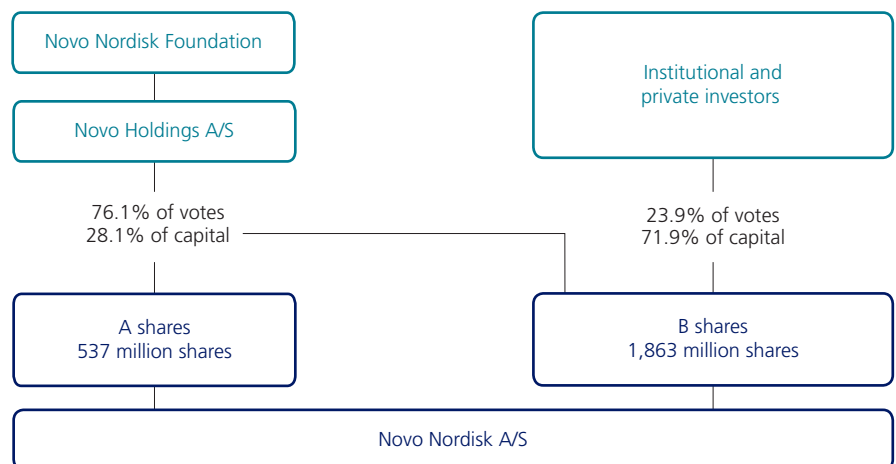 Novo Nordisk Foundation
Novo Holdings A/S
76.1% of votes
28.1% of capital
A shares
537 million shares
Institutional and
private investors
23.9% of votes
71.9% of capital
B shares
1,863 million shares
Novo Nordisk A/S